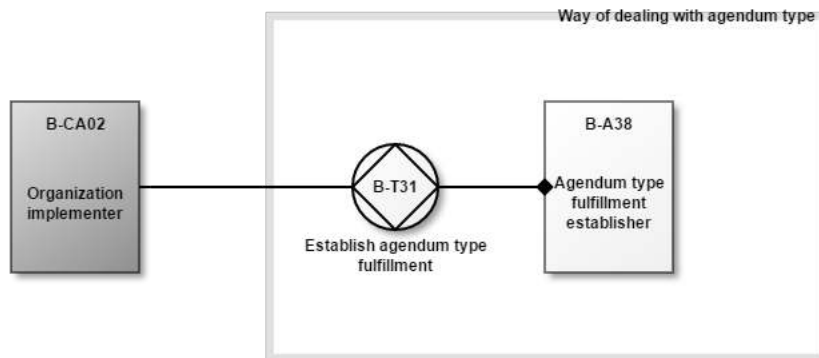 Way of dealing with agendum type
B-CA02
Organization
implementer
B-T31
Establish agendum type
fulfillment
B-A38
Agendum type
fulfillment
establisher